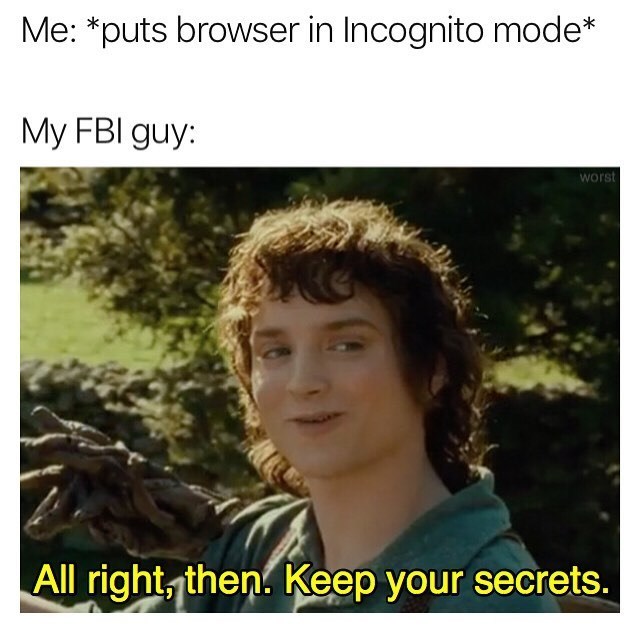 Me: *puts browser in Incognito mode*
My FBI guy:
worst
All right, then. Keep your secrets.